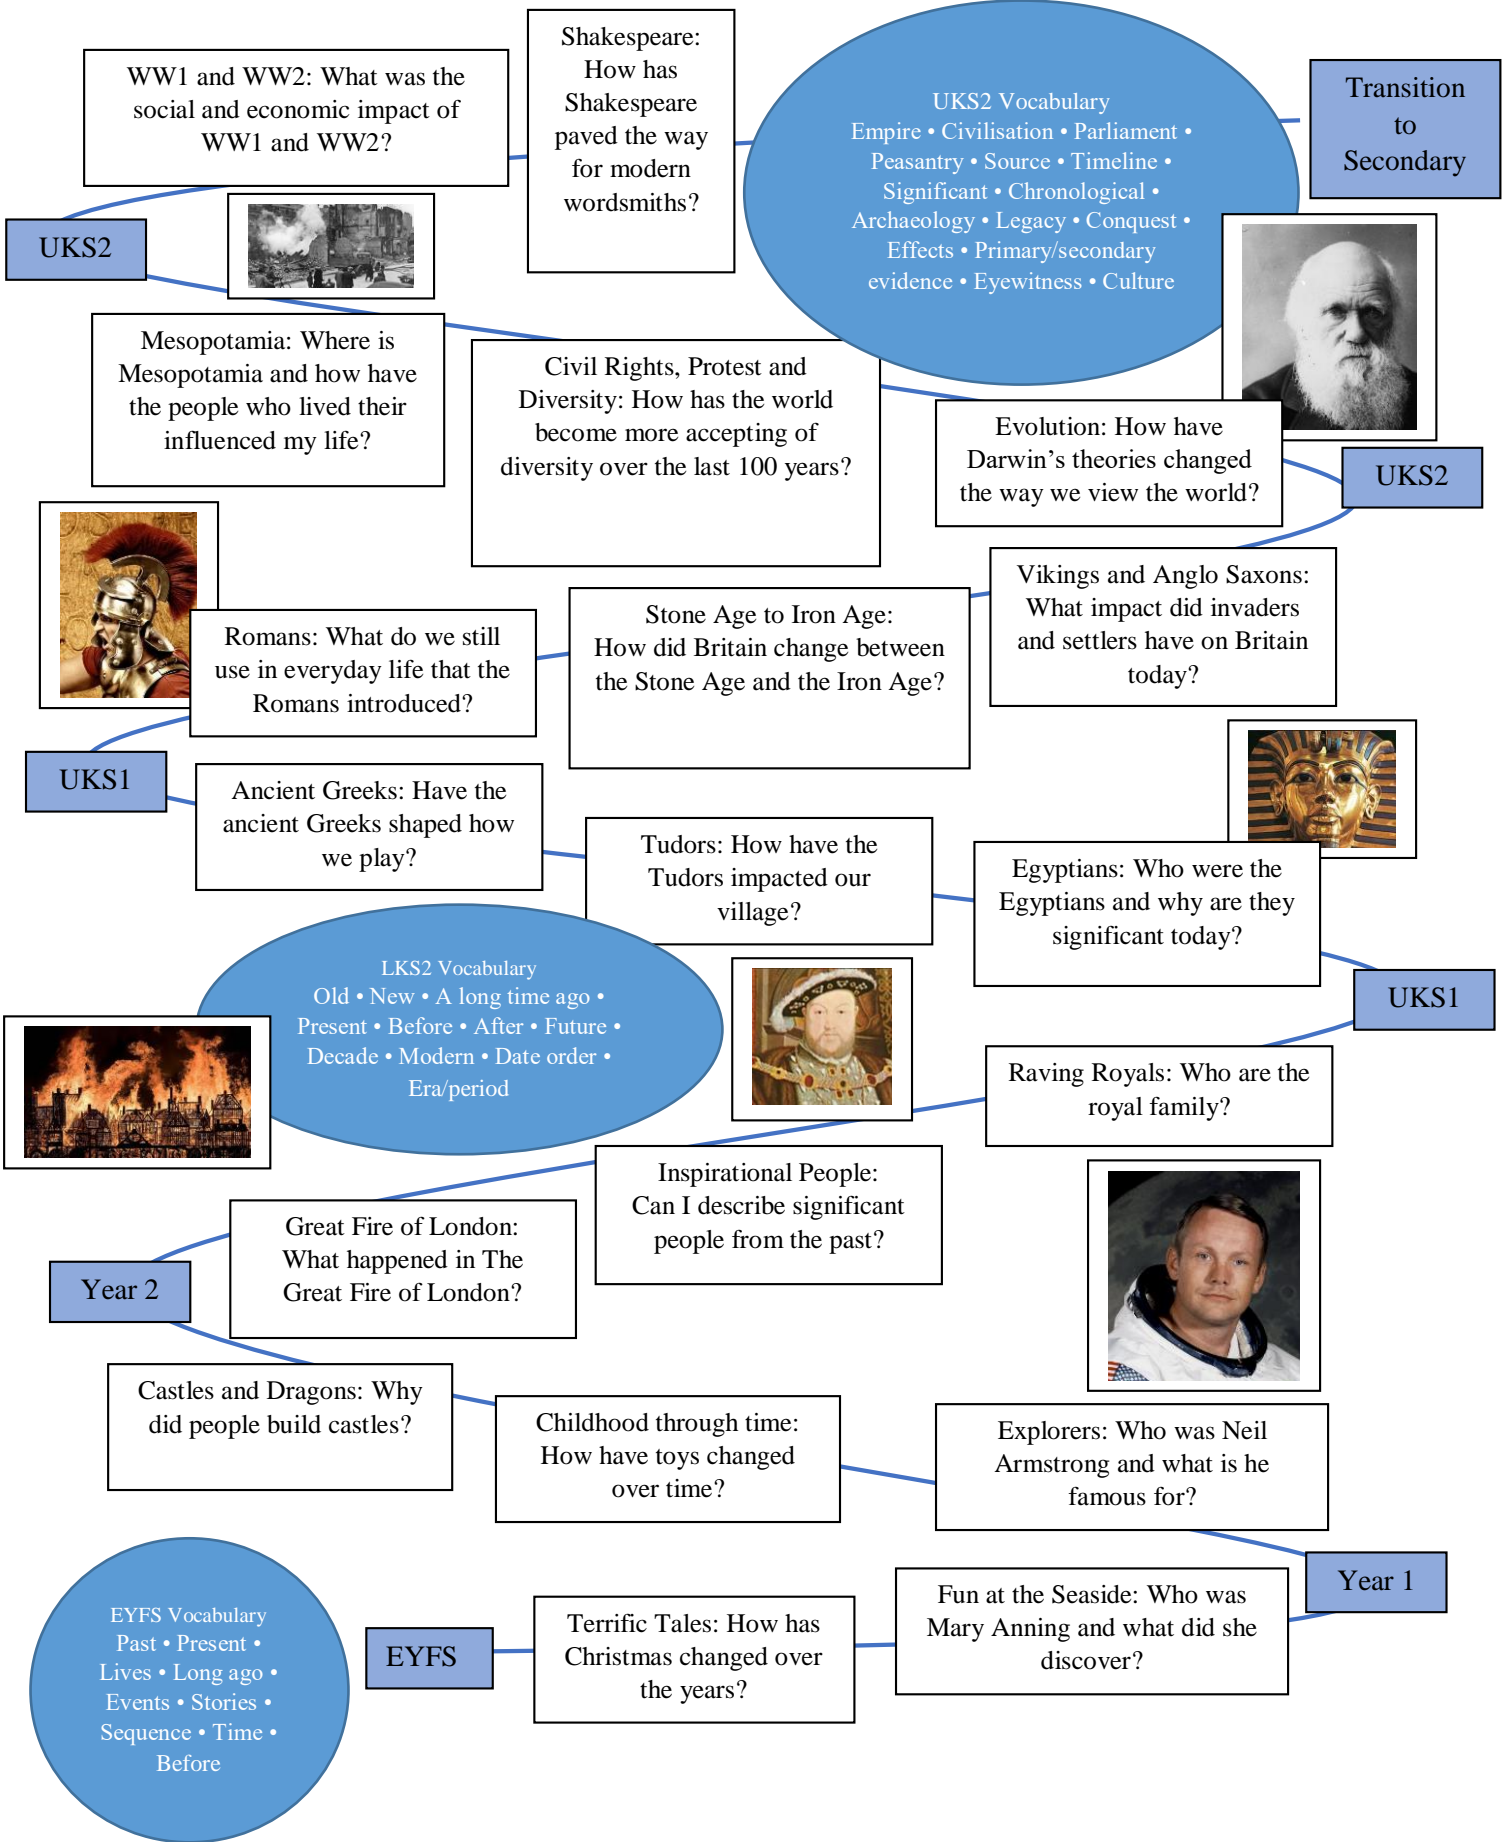 Shakespeare:
How has
Shakespeare
paved the way
for modern
wordsmiths?
WW1 and WW2: What was the
social and economic impact of
WW1 and WW2?
UKS2 Vocabulary
Empire • Civilisation • Parliament •
Peasantry • Source • Timeline •
Significant • Chronological •
Archaeology • Legacy • Conquest •
Effects • Primary/secondary
evidence • Eyewitness • Culture
Transition
to
Secondary
UKS2
Mesopotamia: Where is
Mesopotamia and how have
the people who lived their
influenced my life?
Civil Rights, Protest and
Diversity: How has the world
become more accepting of
diversity over the last 100 years?
Evolution: How have
Darwin’s theories changed
the way we view the world?
UKS2
Romans: What do we still
use in everyday life that the
Romans introduced?
Stone Age to Iron Age:
How did Britain change between
the Stone Age and the Iron Age?
Vikings and Anglo Saxons:
What impact did invaders
and settlers have on Britain
today?
UKS1
Ancient Greeks: Have the
ancient Greeks shaped how
we play?
Tudors: How have the
Tudors impacted our
village?
Egyptians: Who were the
Egyptians and why are they
significant today?
UKS1
LKS2 Vocabulary
Old • New • A long time ago •
Present • Before • After • Future •
Decade • Modern • Date order •
Era/period
Raving Royals: Who are the
royal family?
Inspirational People:
Can I describe significant
people from the past?
Great Fire of London:
What happened in The
Great Fire of London?
Year 2
Castles and Dragons: Why
did people build castles?
Childhood through time:
How have toys changed
over time?
Explorers: Who was Neil
Armstrong and what is he
famous for?
Year 1
Fun at the Seaside: Who was
Mary Anning and what did she
discover?
Terrific Tales: How has
Christmas changed over
the years?
EYFS
EYFS Vocabulary
Past • Present •
Lives • Long ago •
Events • Stories •
Sequence • Time •
Before